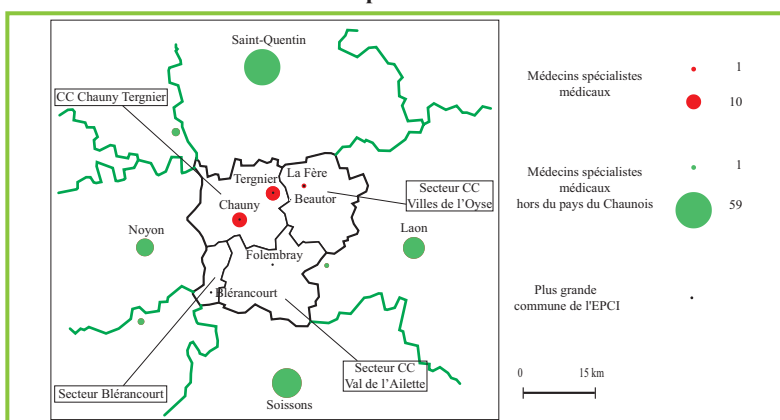 Saint-Quentin
CC Chauny Tergnier
La Fère
Tergnier
Beautor
Secteur CC
Villes de l’Oyse
Chauny
Noyon
Laon
Folembray
Blérancourt
Secteur Blérancourt
Secteur CC
Val de l’Ailette
Soissons
Médecins spécialistes
médicaux
1
10
Médecins spécialistes
médicaux
hors du pays du Chaunois
1
59
Plus grande
commune de l'EPCI
0 15 km